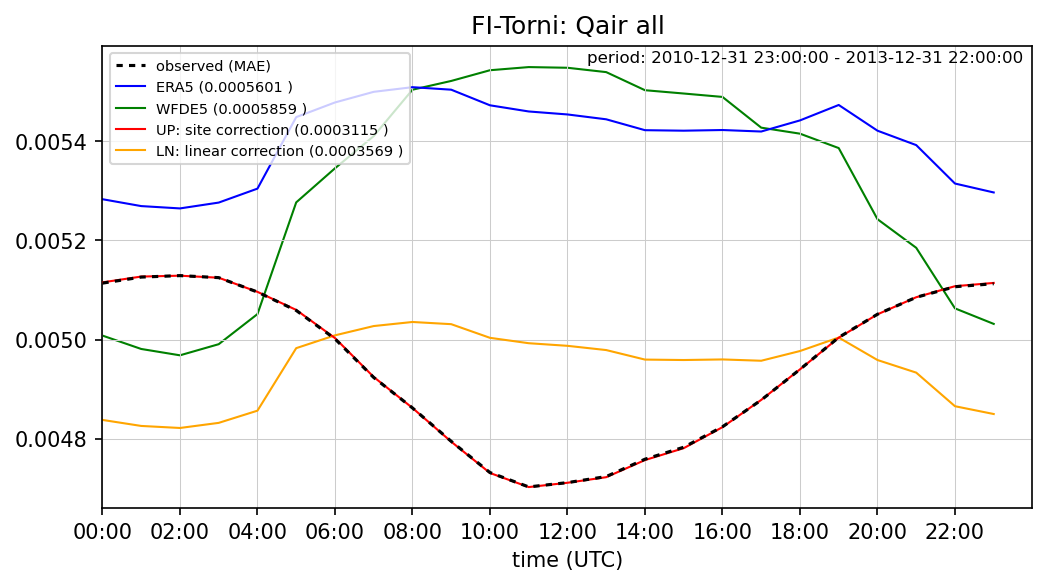 FI-Torni: Qair all
period: 2010-12-31 23:00:00 - 2013-12-31 22:00:00
observed (MAE)
ERA5 (0.0005601 )
WFDE5 (0.0005859 )
UP: site correction (0.0003115 )
LN: linear correction (0.0003569 )
0.0054
0.0052
0.0050
0.0048
00:00 02:00 04:00 06:00 08:00 10:00 12:00 14:00 16:00 18:00 20:00 22:00
time (UTC)